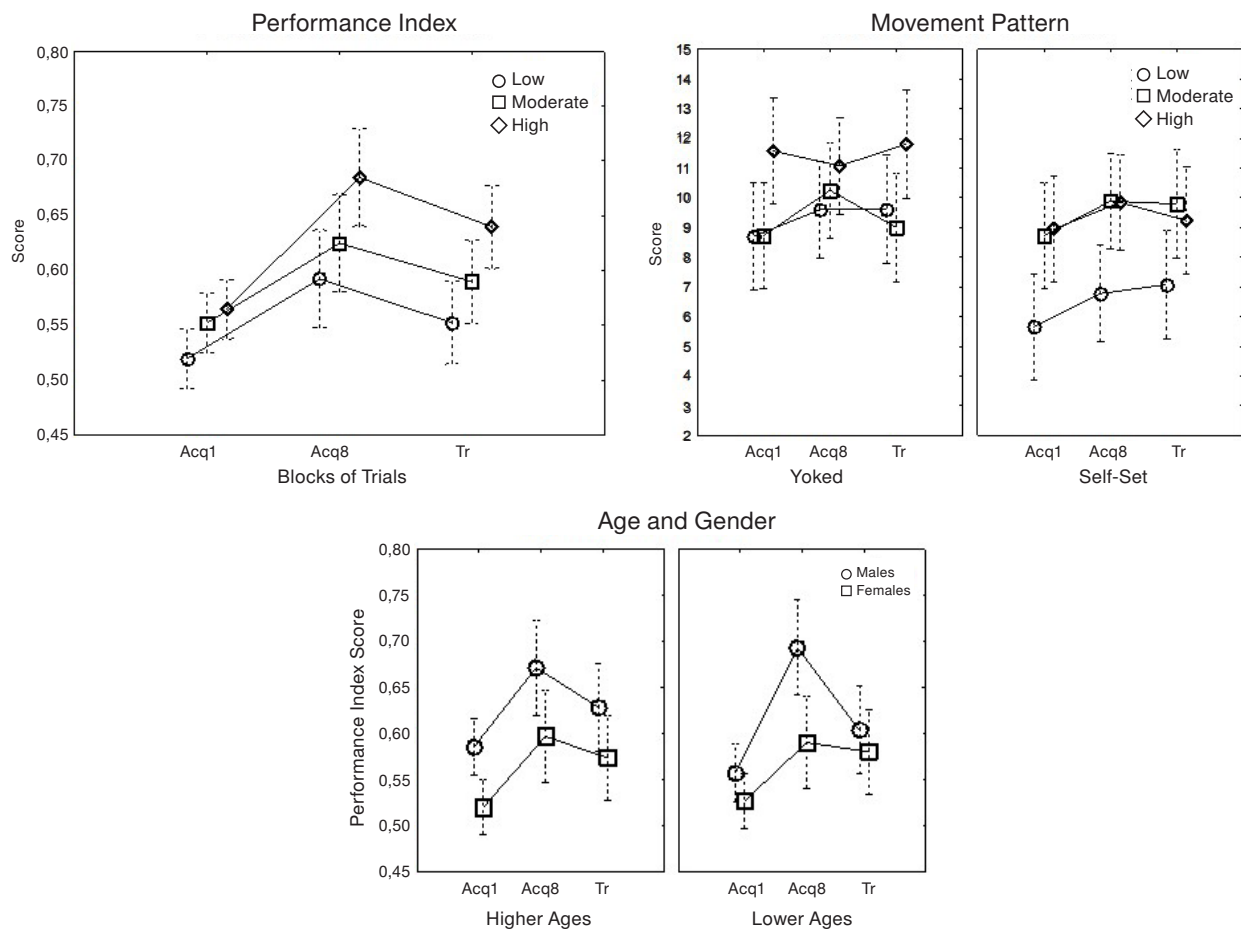 Performance Index
0,80
0,75
0,70
0,65
0,60
0,55
0,50
0,45
Score
Low
Moderate
High
Acq1 Acq8 Tr
Blocks of Trials
Movement Pattern
15
14
13
12
11
10
9
8
7
6
5
4
3
2
Score
Low
Moderate
High
Acq1 Acq8 Tr
Yoked
Acq1 Acq8 Tr
Self-Set
Age and Gender
0,80
0,75
0,70
0,65
0,60
0,55
0,50
0,45
Performance Index Score
Males
Females
Acq1 Acq8 Tr
Higher Ages
Acq1 Acq8 Tr
Lower Ages